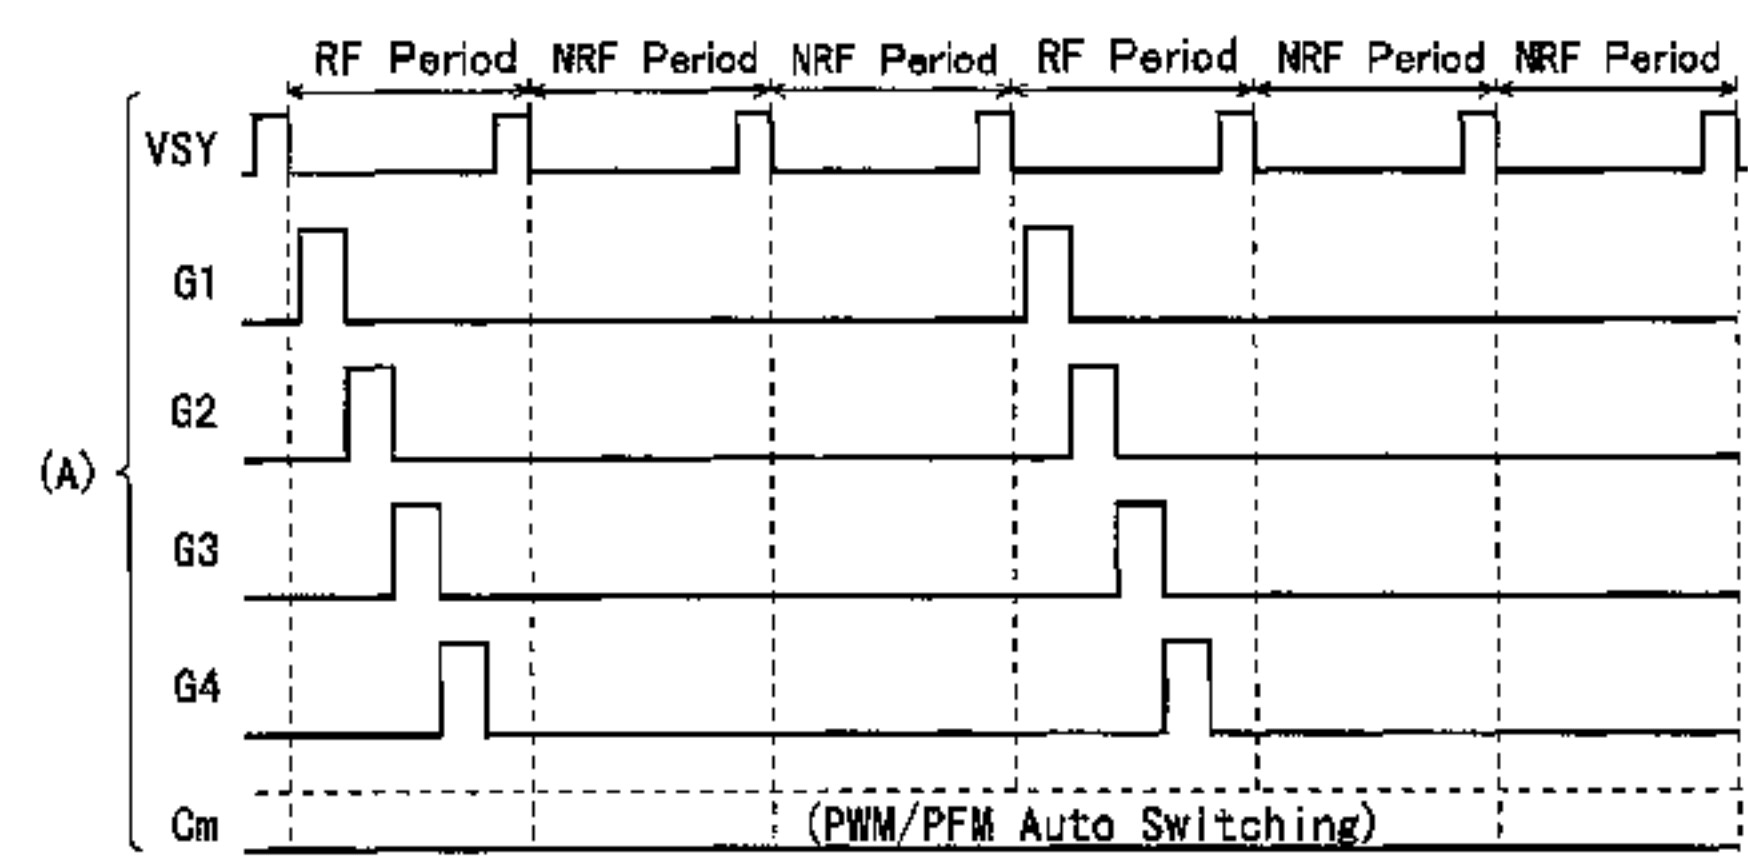 RF Period NRF Period NRF Period RF Period NRF Period NRF Period
VSY
G1
G2
(A)
G3
G4
Cm (PWM/PFM Auto Switching)